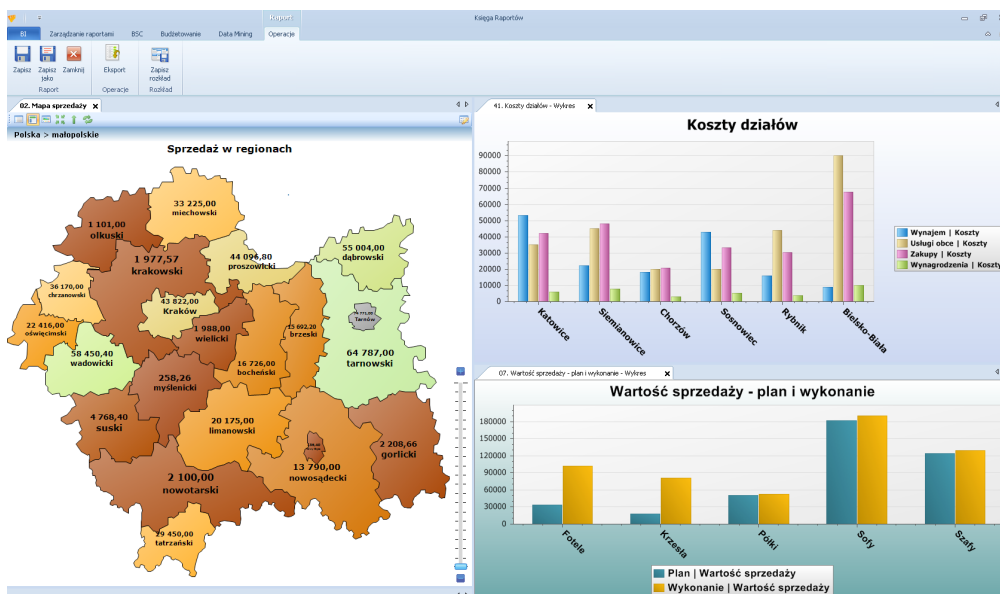 Raport
Księga Raportów
BI Zarządzanie raportami BSC Budżetowanie Data Mining Operacje
Zapisz Zapisz jako Zamknij Eksport Zapisz rozkład
Raport Operacje Rozkład
02. Mapa sprzedaży
Polska > małopolskie
Sprzedaż w regionach
33 225,00
miechowski
1 101,00
olkuski
1 977,57
krakowski
44 096,80
proszowicki
55 004,00
dąbrowski
36 170,00
chrzanowski
43 822,00
Kraków
Tarnów
22 416,00
oświęcimski
1 988,00
wielicki
15 692,20
brzeski
58 450,40
wadowicki
64 787,00
tarnowski
16 726,00
bocheński
258,26
myślenicki
4 768,40
suski
20 175,00
limanowski
2 208,66
gorlicki
13 790,00
nowosądecki
2 100,00
nowotarski
29 450,00
tatrzański
41. Koszty działów - Wykres
Koszty działów
90000
80000
70000
60000
50000
40000
30000
20000
10000
0
Katowice
Siemianowice
Chorzów
Sosnowiec
Rybnik
Bielsko-Biała
Wynajem | Koszty
Usługi obce | Koszty
Zakupy | Koszty
Wynagrodzenia | Koszty
07. Wartość sprzedaży - plan i wykonanie - Wykres
Wartość sprzedaży - plan i wykonanie
180000
150000
120000
90000
60000
30000
0
Fotele
Krzesła
Półki
Sofy
Szafy
Plan | Wartość sprzedaży
Wykonanie | Wartość sprzedaży